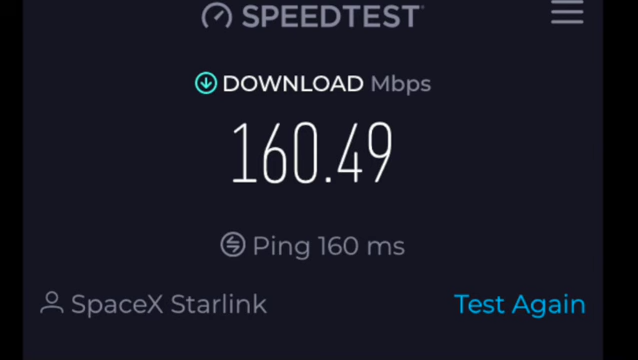 SPEEDTEST
DOWNLOAD Mbps
160.49
Ping 160 ms
SpaceX Starlink
Test Again